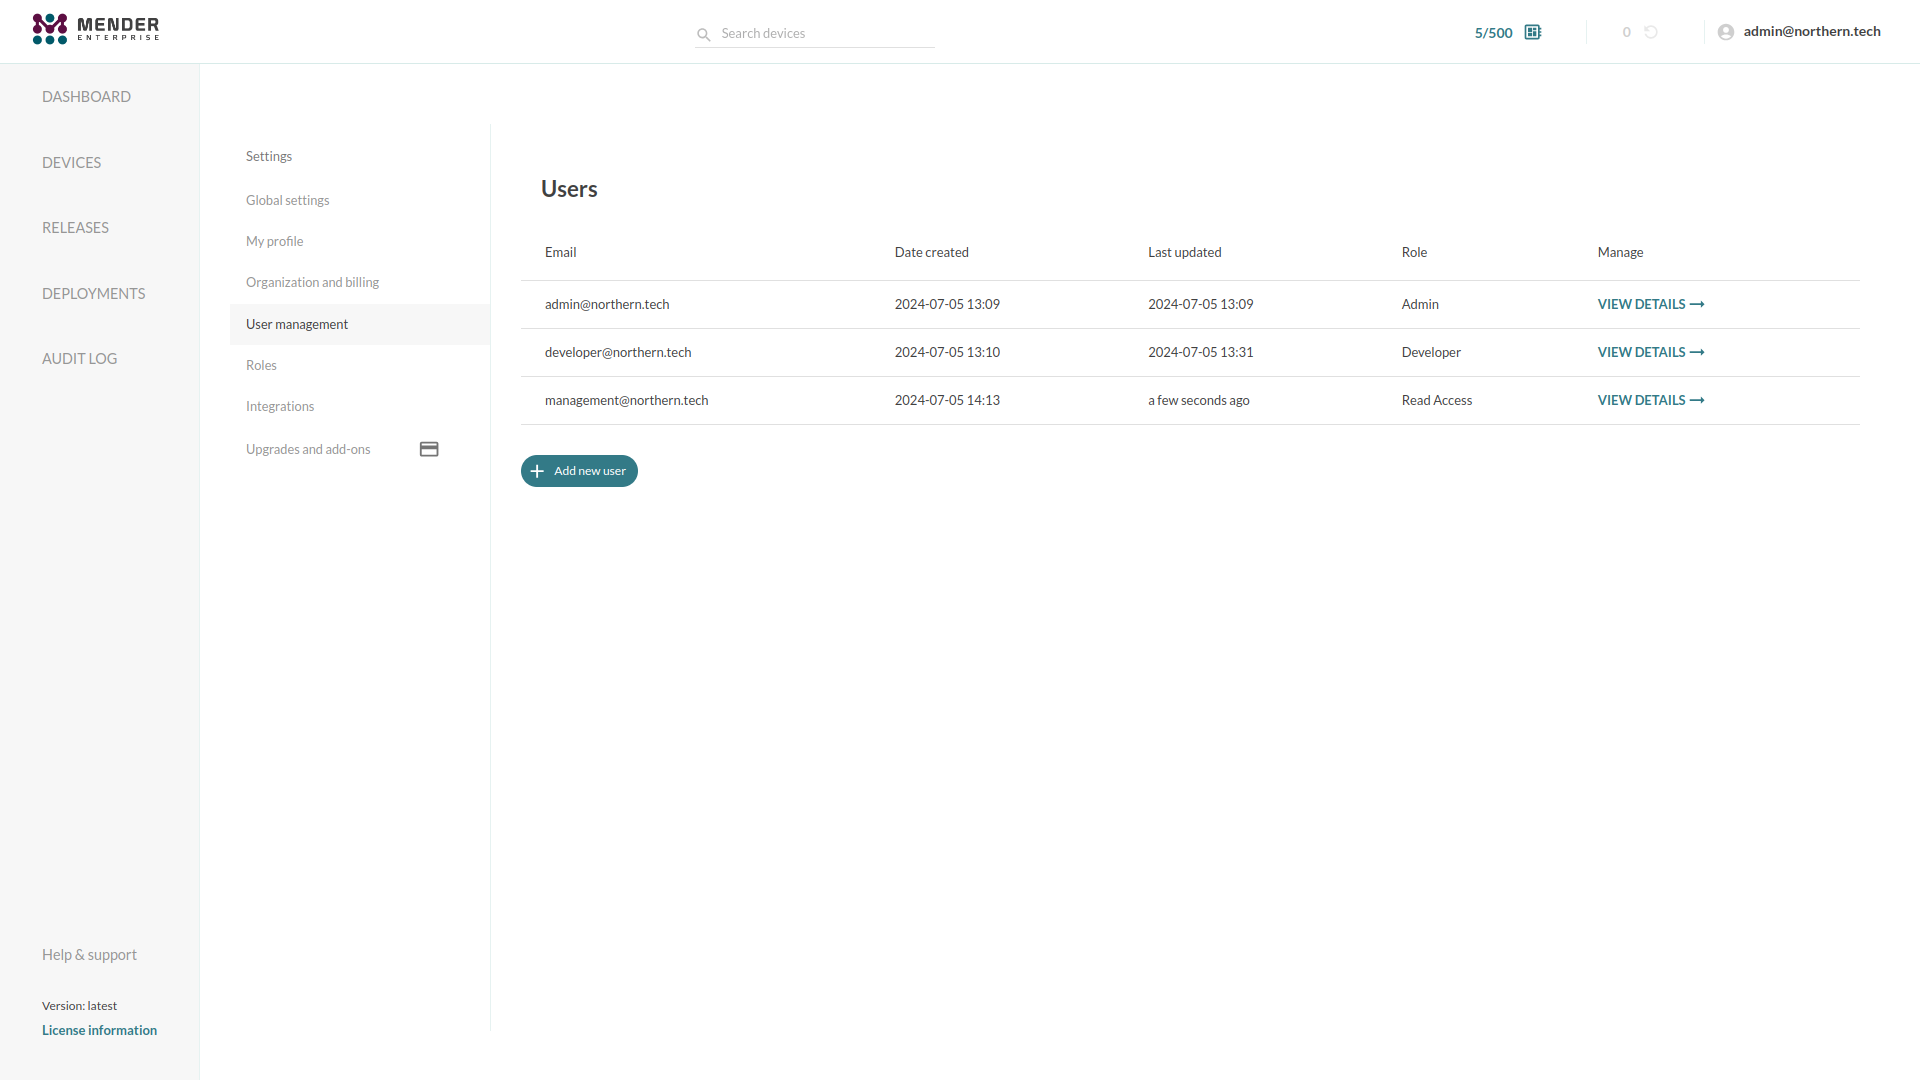 MENDER
ENTERPRISE
Search devices
5/500
0
admin@northern.tech
DASHBOARD
DEVICES
RELEASES
DEPLOYMENTS
AUDIT LOG
Help & support
Version: latest
License information
Settings
Global settings
My profile
Organization and billing
User management
Roles
Integrations
Upgrades and add-ons
Users
Email Date created Last updated Role Manage
admin@northern.tech 2024-07-05 13:09 2024-07-05 13:09 Admin VIEW DETAILS
developer@northern.tech 2024-07-05 13:10 2024-07-05 13:31 Developer VIEW DETAILS
management@northern.tech 2024-07-05 14:13 a few seconds ago Read Access VIEW DETAILS
Add new user